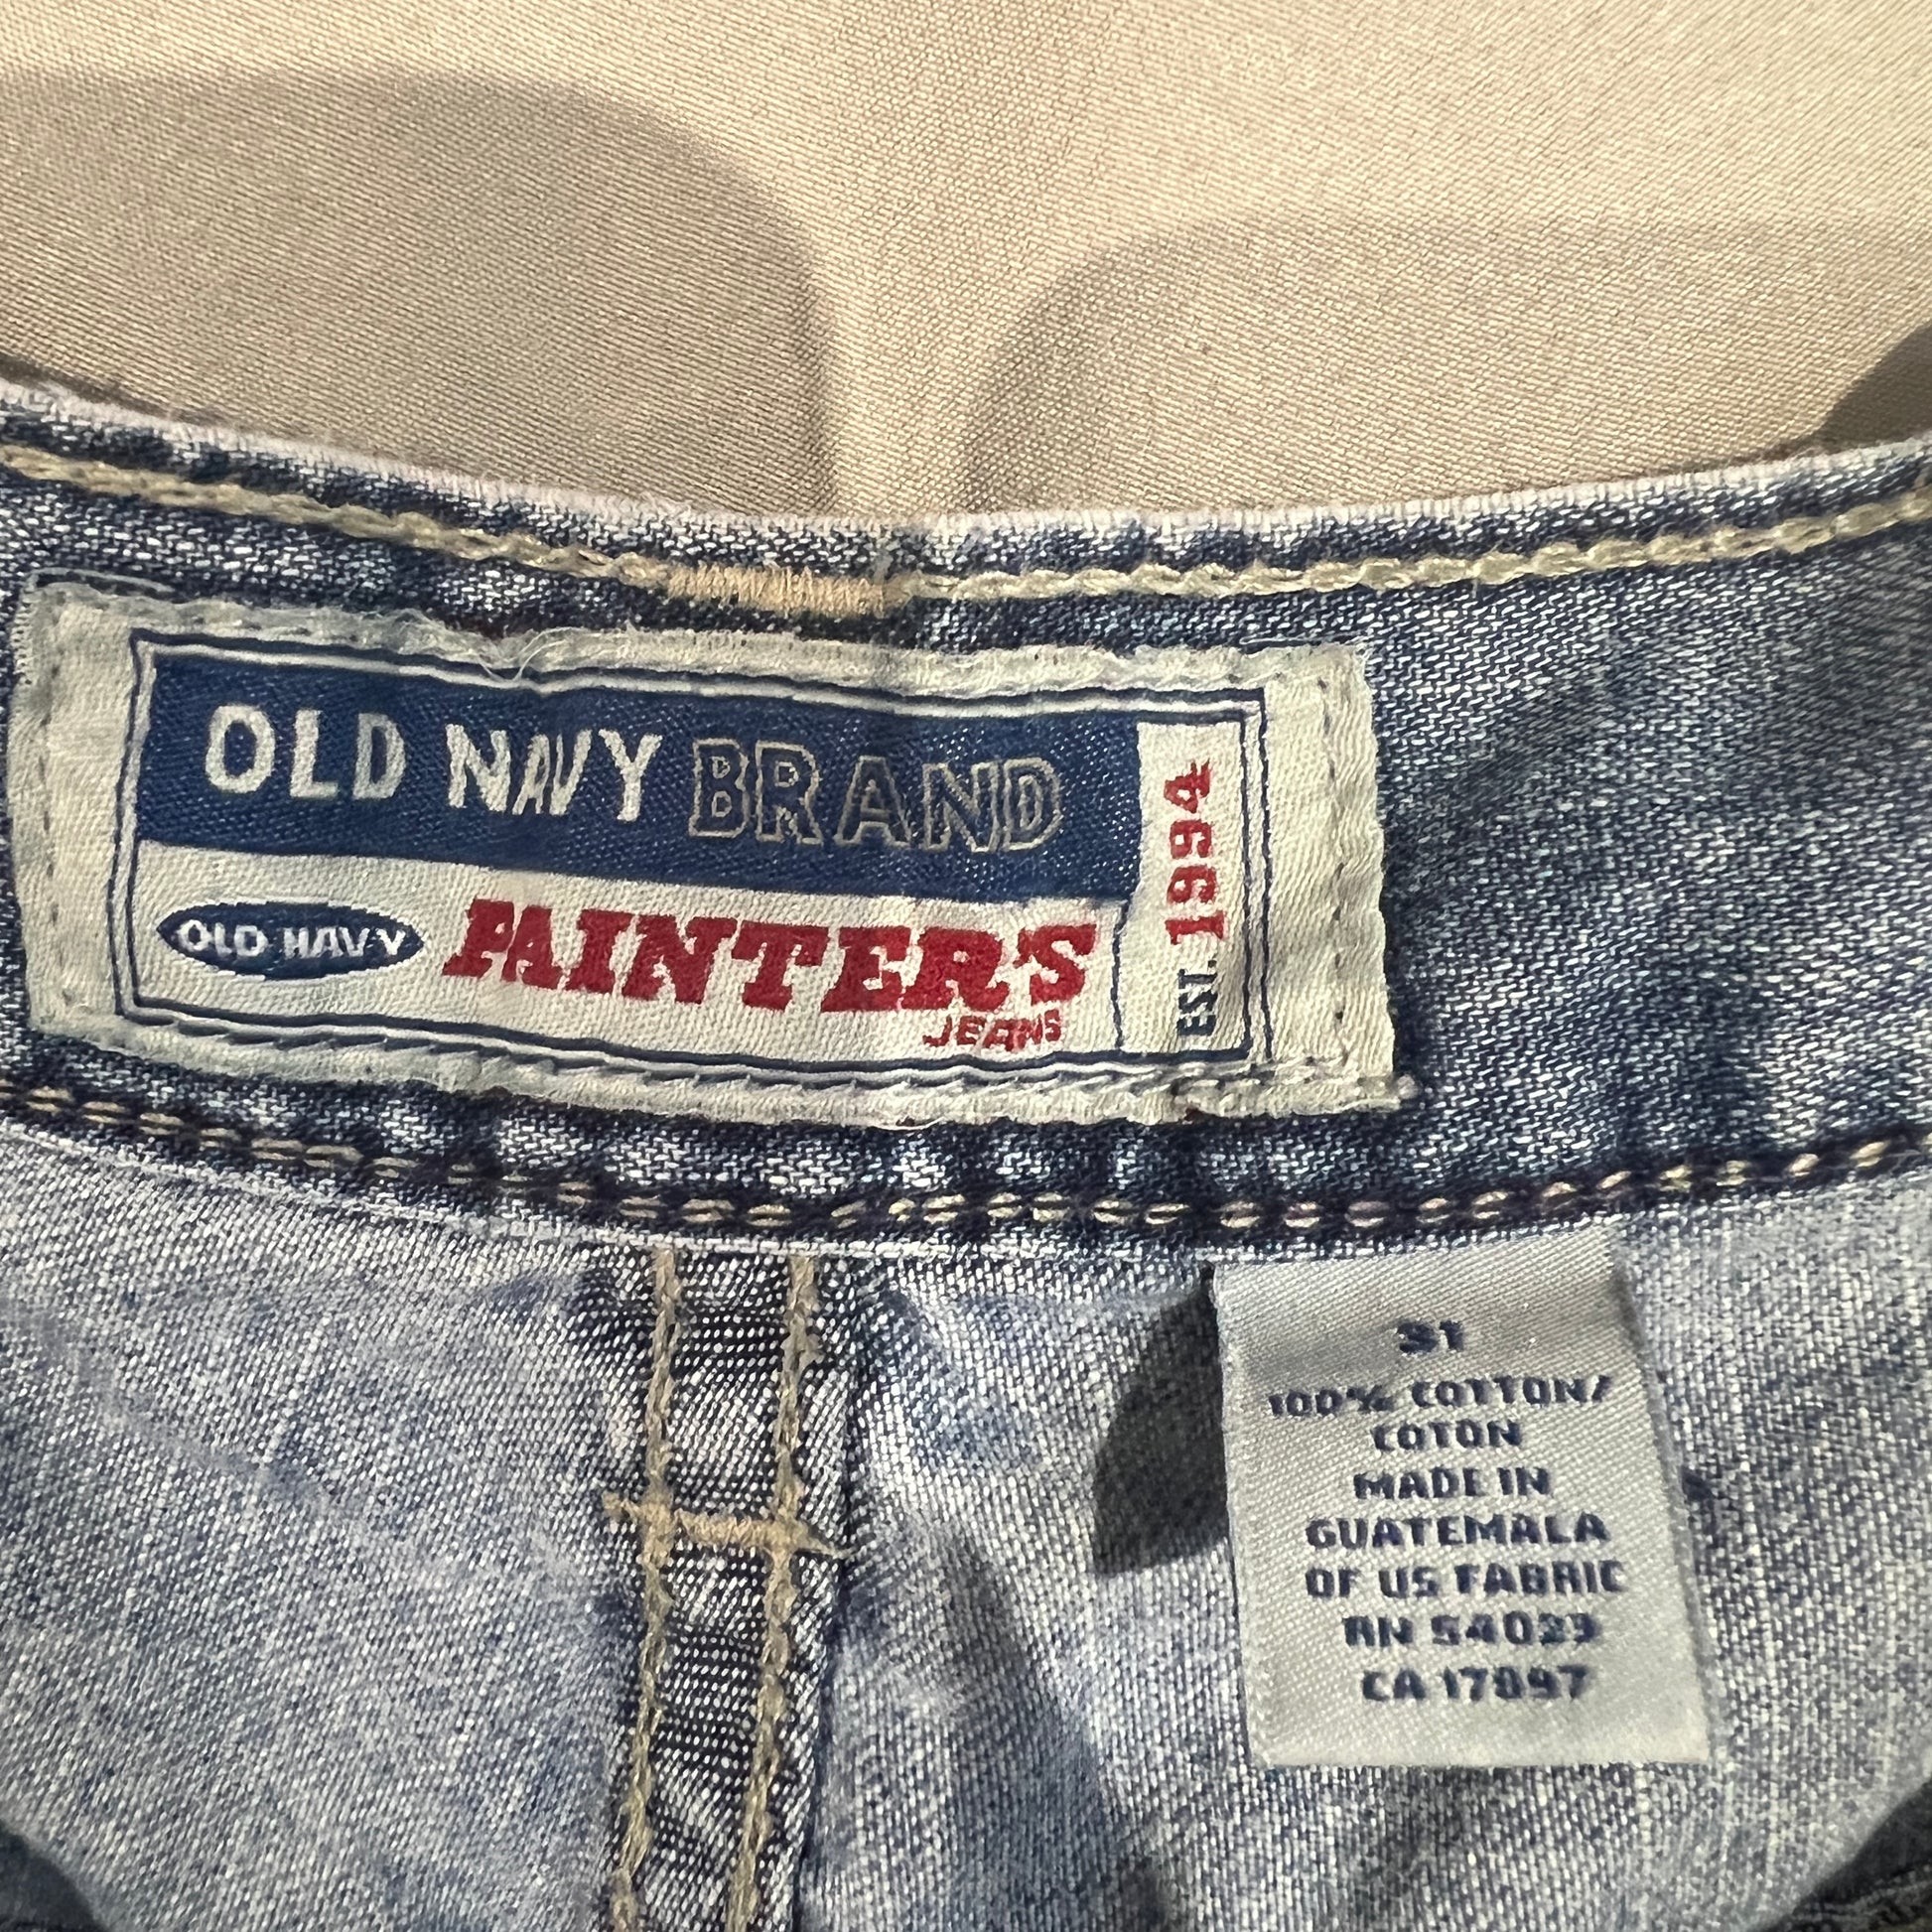 OLD NAVY BRAND
OLD NAVY PAINTER'S
JEANS
EST. 1994
31
100% COTTON/
COTON
MADE IN
GUATEMALA
OF US FABRIC
RN 54023
CA 17897